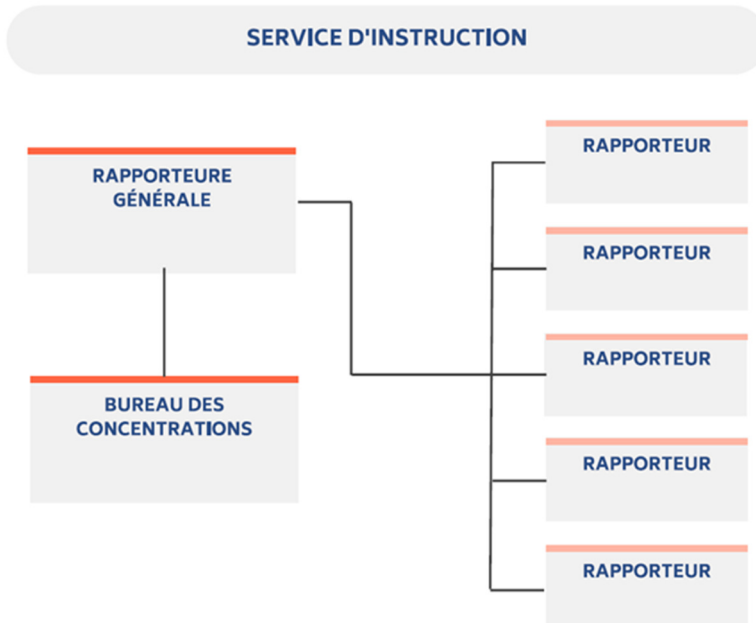 SERVICE D'INSTRUCTION
RAPPORTEURE
GÉNÉRALE
BUREAU DES
CONCENTRATIONS
RAPPORTEUR
RAPPORTEUR
RAPPORTEUR
RAPPORTEUR
RAPPORTEUR